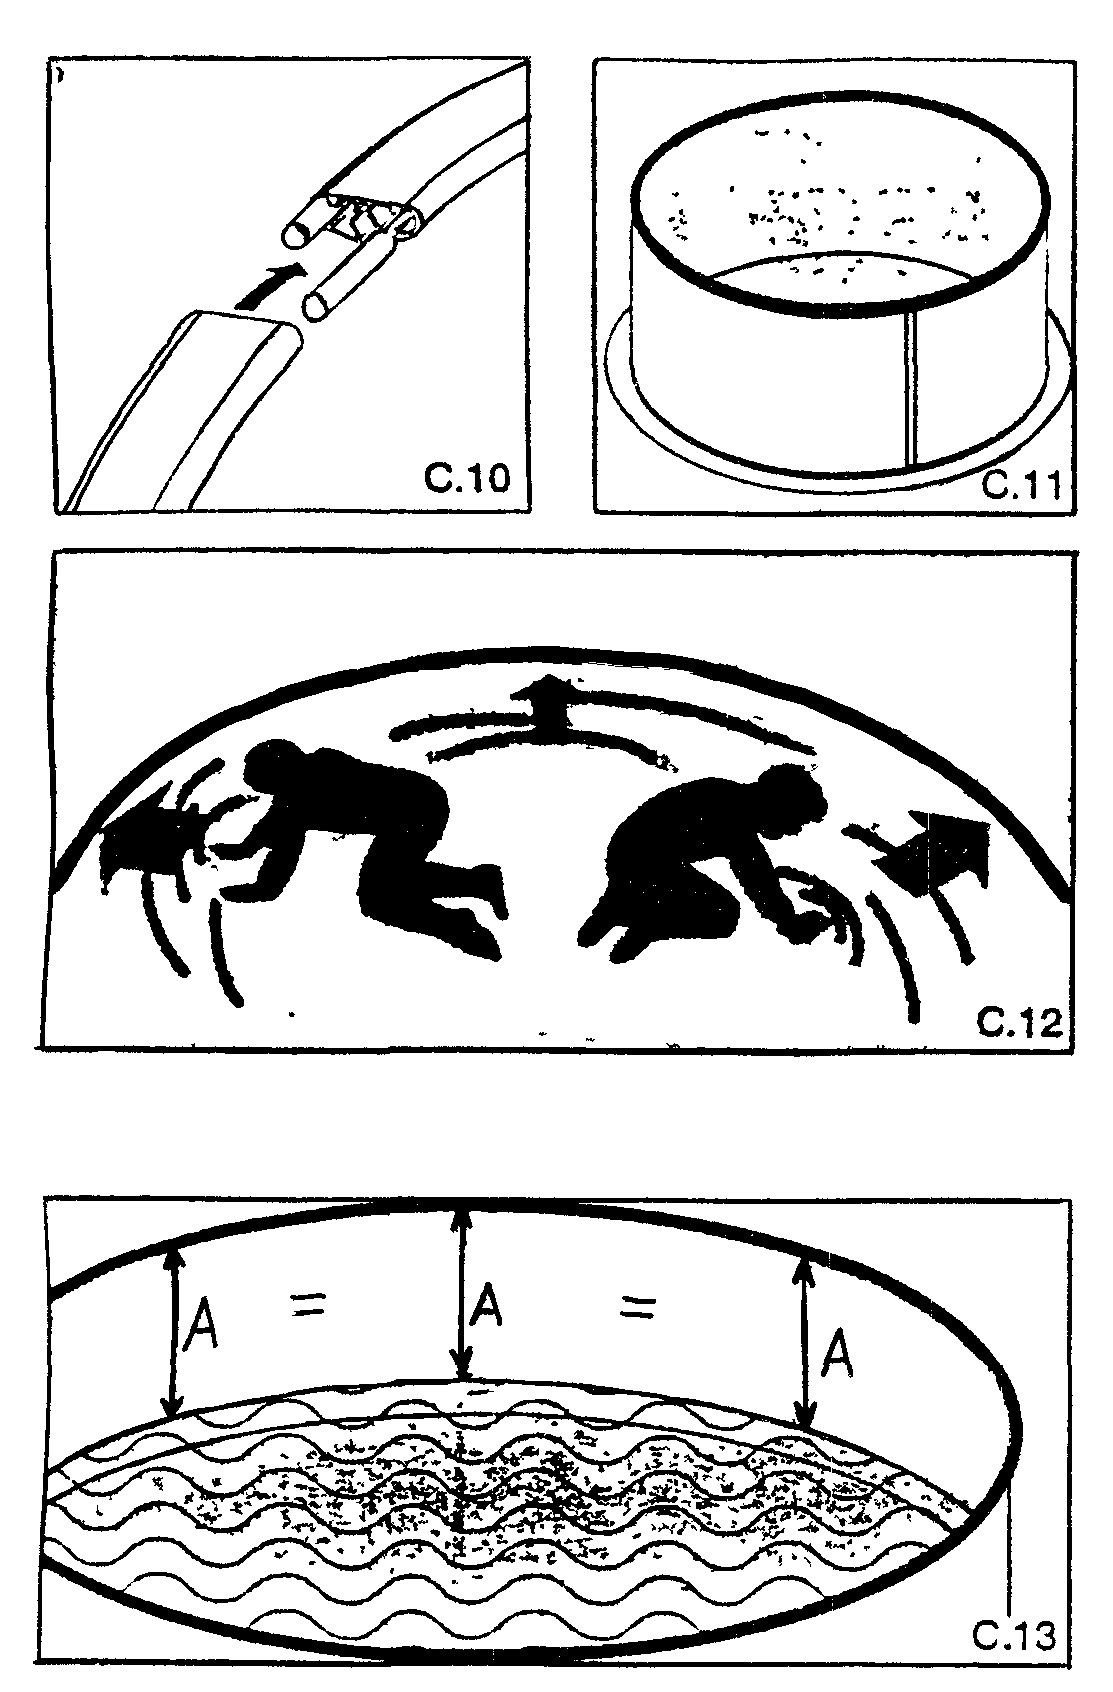 C.10
C.11
C.12
A = A = A
C.13